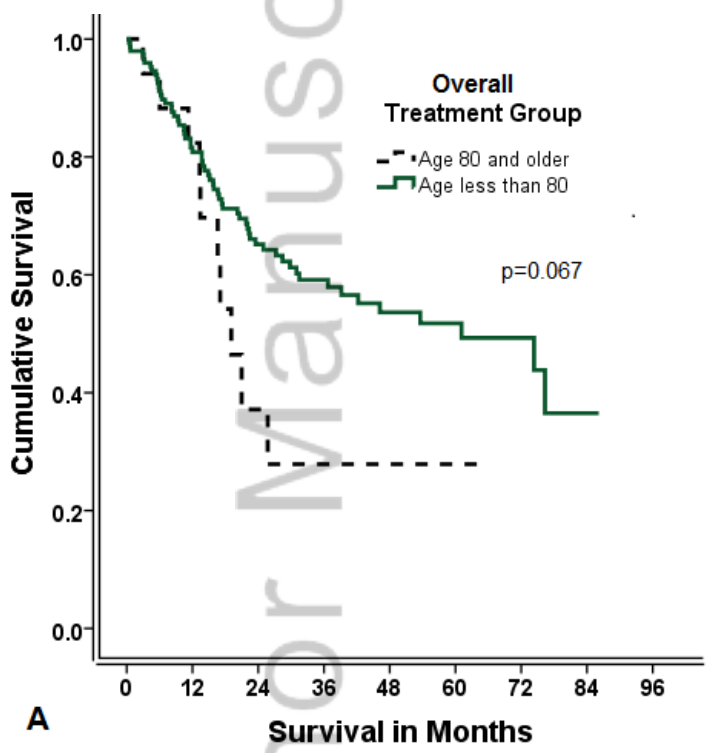 Overall
Treatment Group
Age 80 and older
Age less than 80
p=0.067
Cumulative Survival
1.0
0.8
0.6
0.4
0.2
0.0
0 12 24 36 48 60 72 84 96
Survival in Months
A
or Manusc